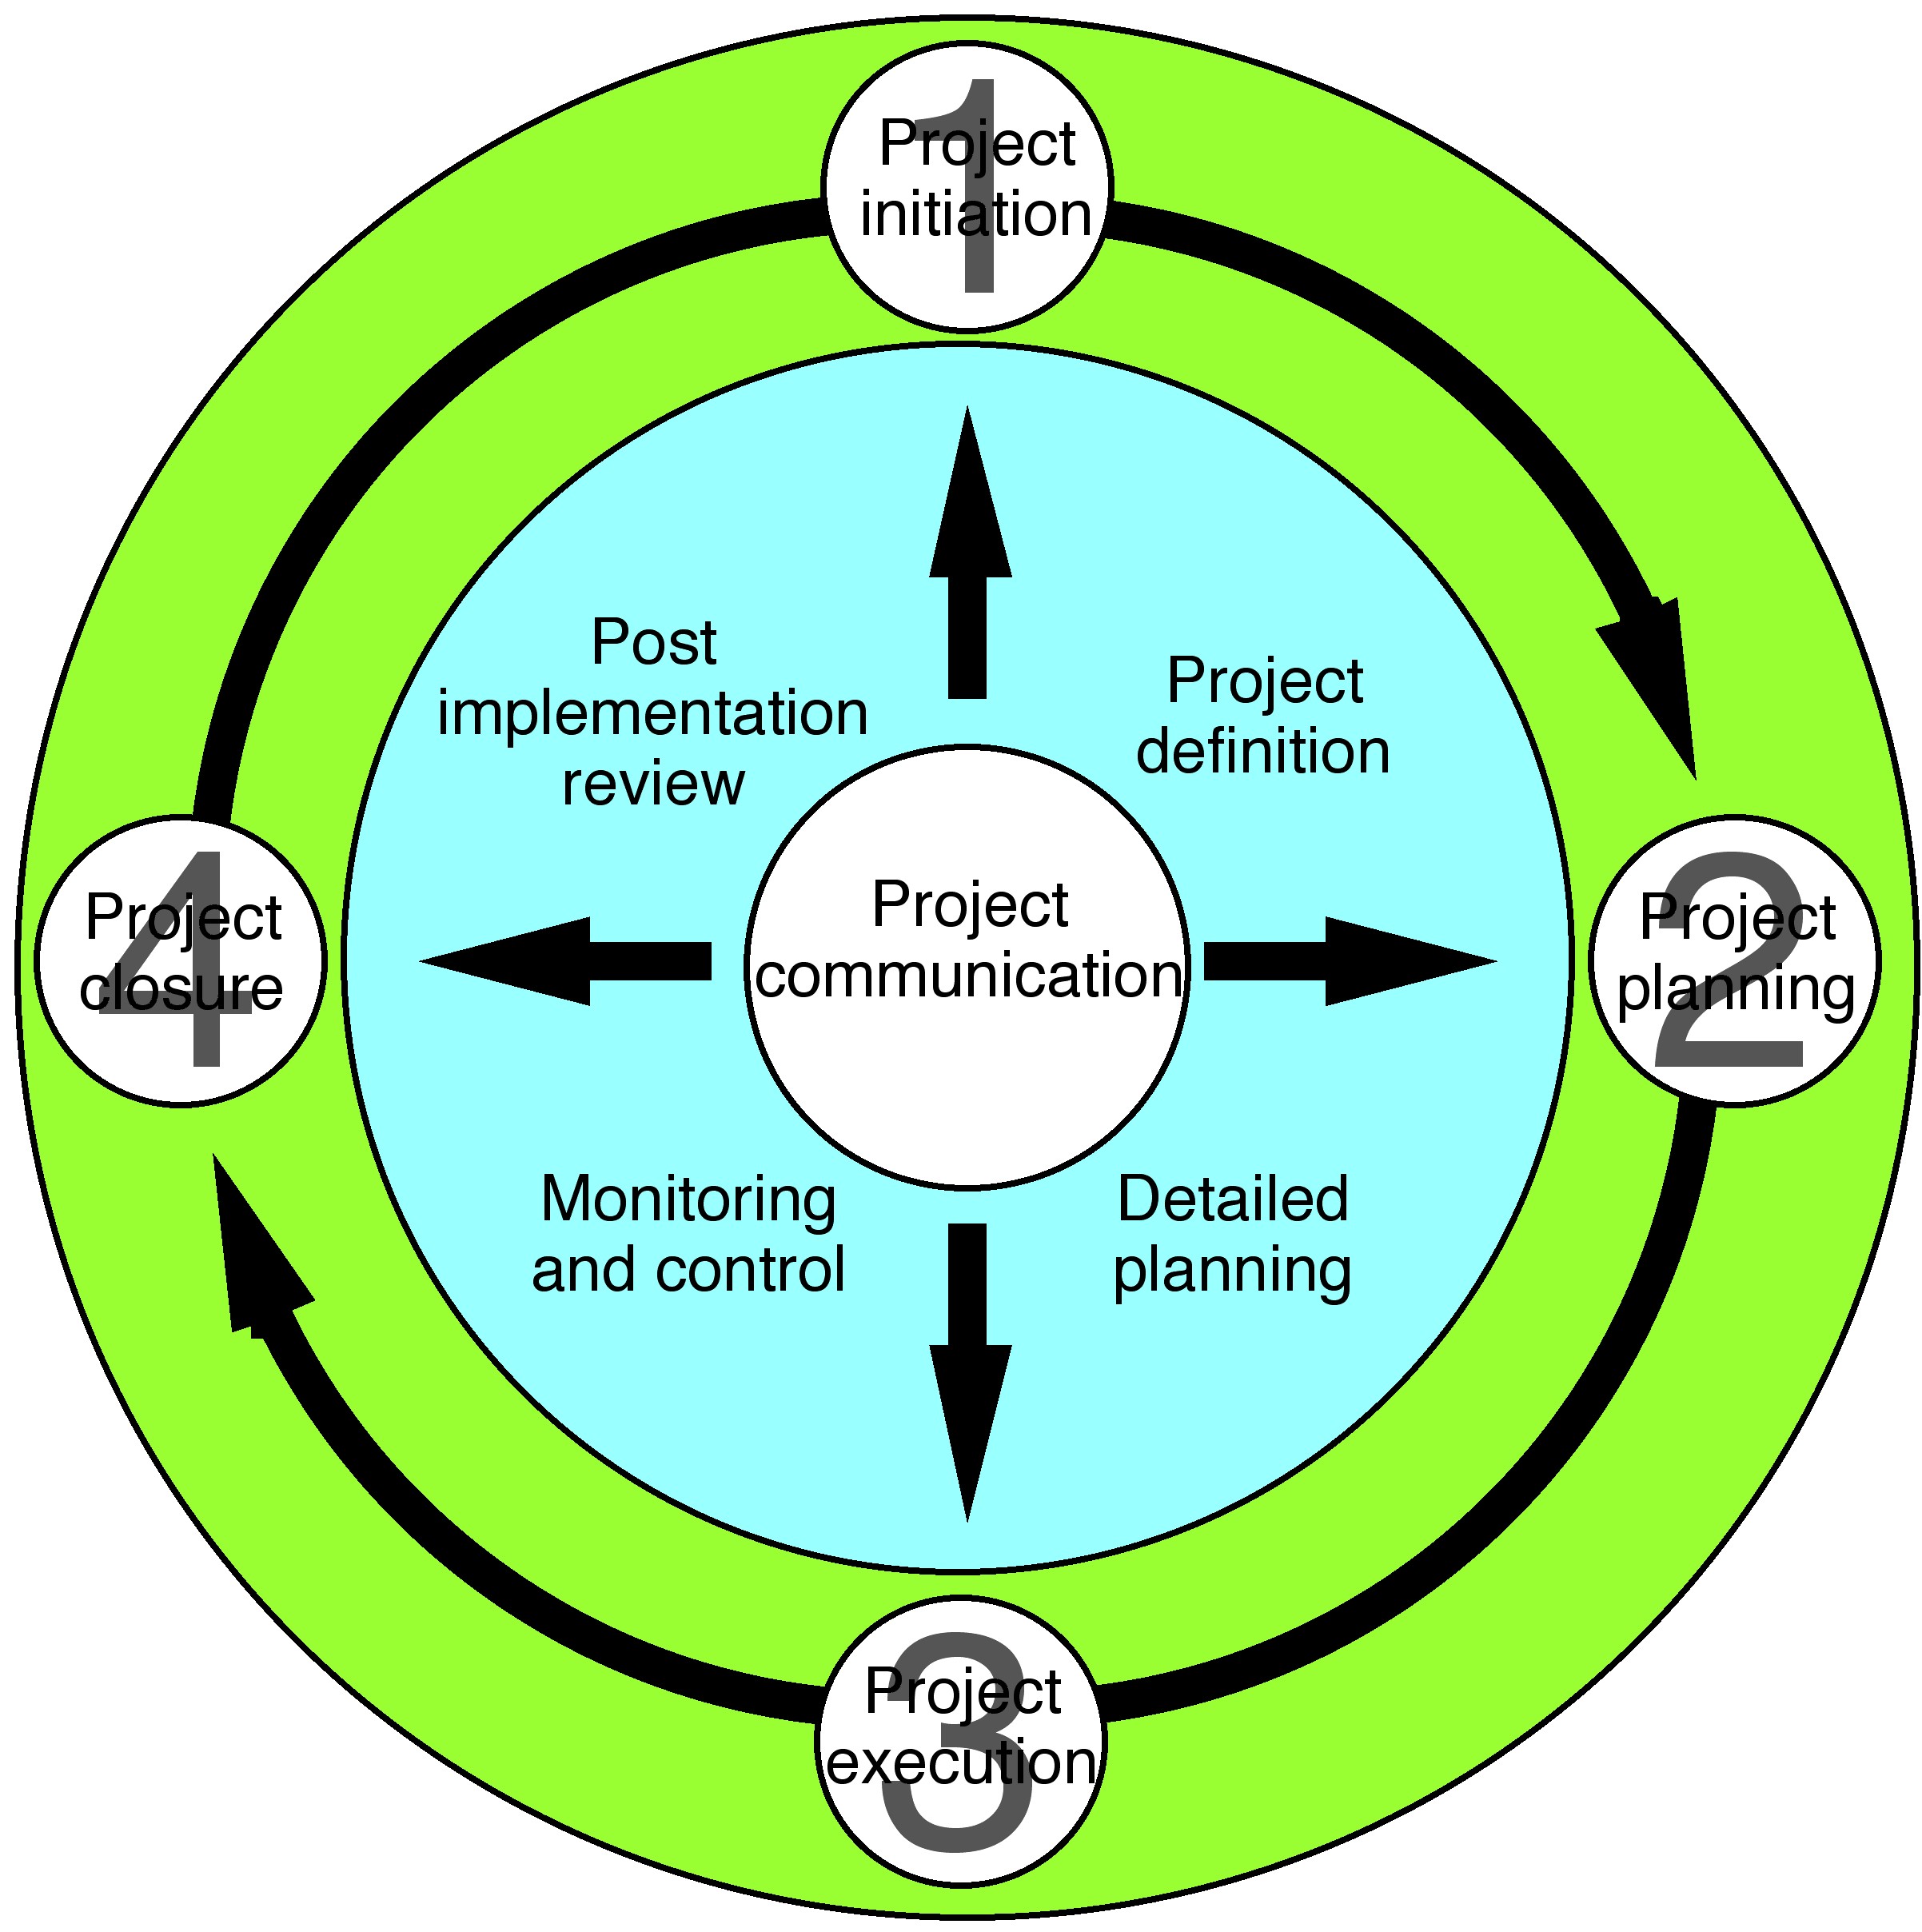 1
Project
initiation
Post
implementation
review
Project
definition
4
Project
closure
Project
communication
2
Project
planning
Monitoring
and control
Detailed
planning
3
Project
execution